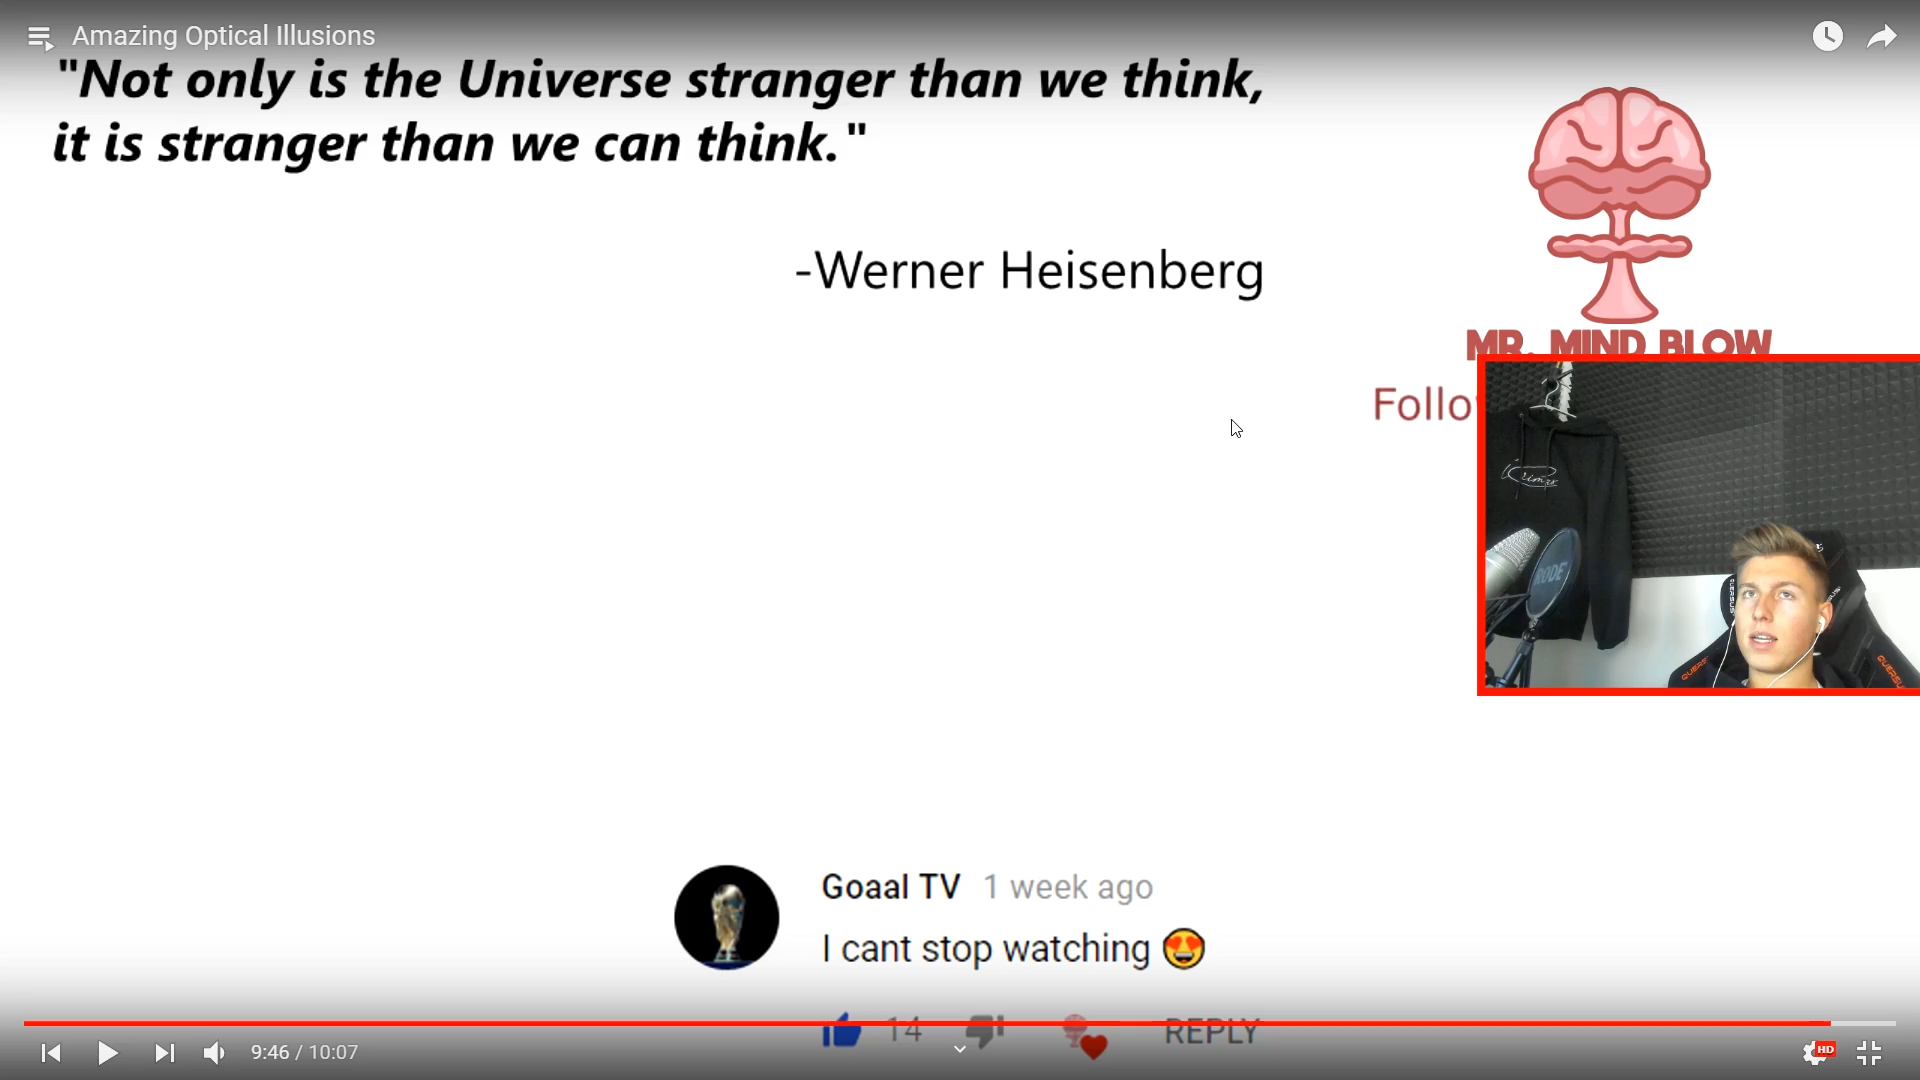 Amazing Optical Illusions
"Not only is the Universe stranger than we think,
it is stranger than we can think."
-Werner Heisenberg
MR. MIND BLOW
Follo
RODE
QUERSUS
Goaal TV 1 week ago
I cant stop watching 😍
14 REPLY
9:46 / 10:07
HD